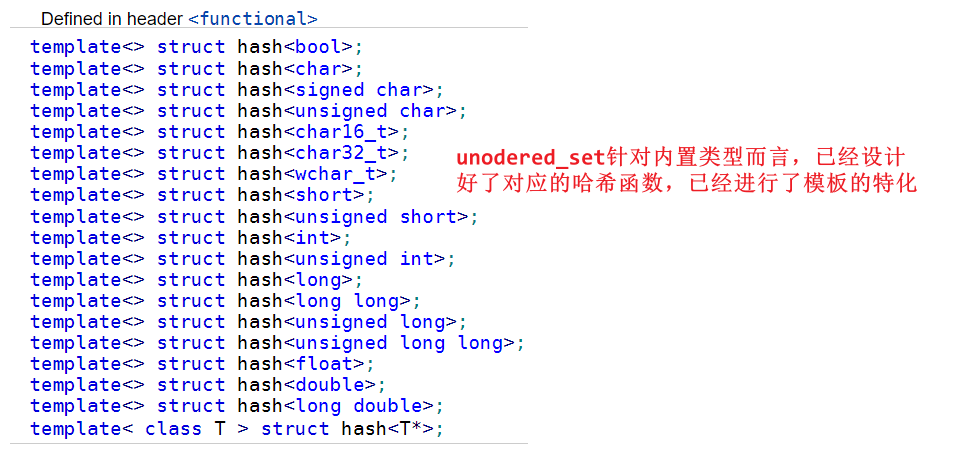 Defined in header <functional>
template<> struct hash<bool>;
template<> struct hash<char>;
template<> struct hash<signed char>;
template<> struct hash<unsigned char>;
template<> struct hash<char16_t>;
template<> struct hash<char32_t>;
template<> struct hash<wchar_t>;
template<> struct hash<short>;
template<> struct hash<unsigned short>;
template<> struct hash<int>;
template<> struct hash<unsigned int>;
template<> struct hash<long>;
template<> struct hash<long long>;
template<> struct hash<unsigned long>;
template<> struct hash<unsigned long long>;
template<> struct hash<float>;
template<> struct hash<double>;
template<> struct hash<long double>;
template< class T > struct hash<T*>;
unodered_set针对内置类型而言，已经设计
好了对应的哈希函数，已经进行了模板的特化